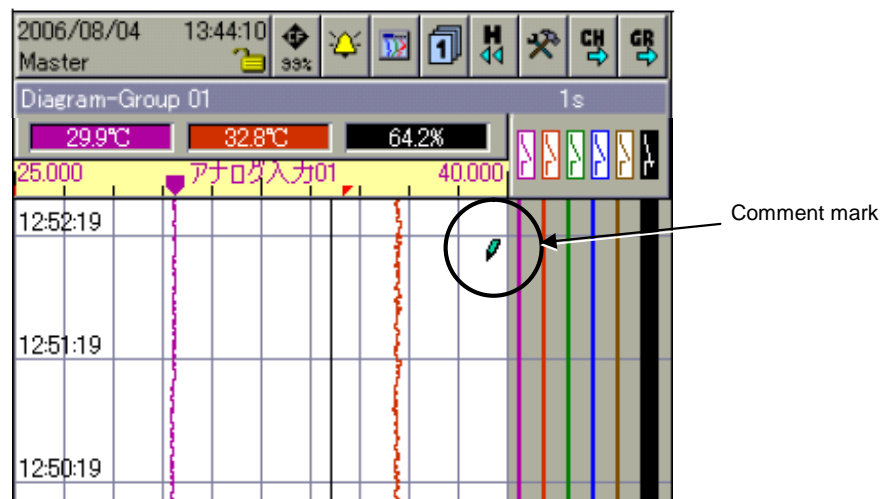 2006/08/04 13:44:10
Master
CF
99%
1
H
CH
GR
Diagram-Group 01 1s
29.9℃ 32.8℃ 64.2%
25.000 アナログ入力01 40.000
12:52:19
Comment mark
12:51:19
12:50:19